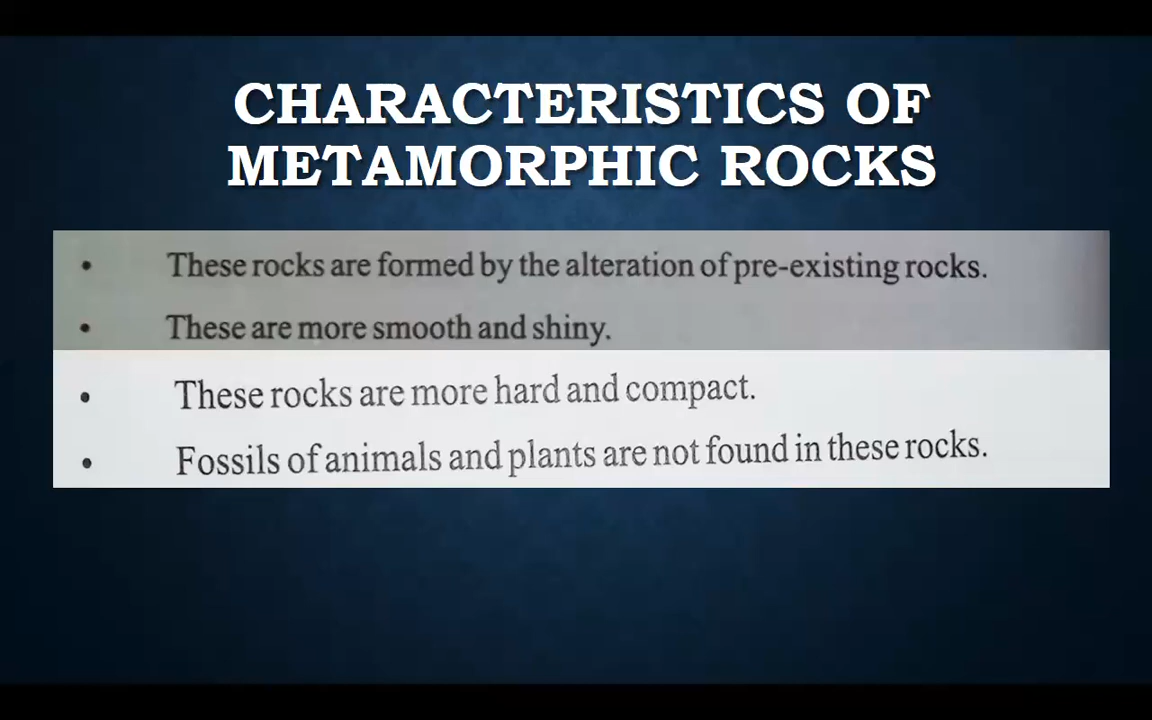 CHARACTERISTICS OF
METAMORPHIC ROCKS
• These rocks are formed by the alteration of pre-existing rocks.
• These are more smooth and shiny.
• These rocks are more hard and compact.
• Fossils of animals and plants are not found in these rocks.